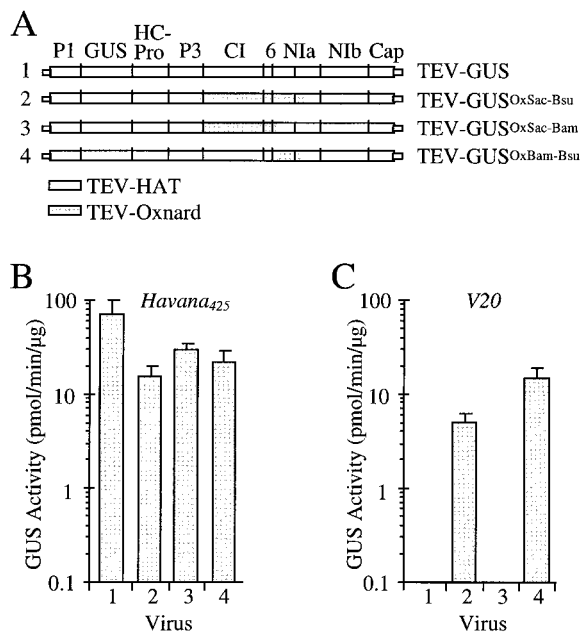 A
P1 GUS HC-Pro P3 CI 6 NIa NIb Cap
1 TEV-GUS
2 TEV-GUSOxSac-Bsu
3 TEV-GUSOxSac-Bam
4 TEV-GUSOxBam-Bsu
TEV-HAT
TEV-Oxnard
B
Havana425
GUS Activity (pmol/min/µg)
100
10
1
0.1
1 2 3 4
Virus
C
V20
GUS Activity (pmol/min/µg)
100
10
1
0.1
1 2 3 4
Virus